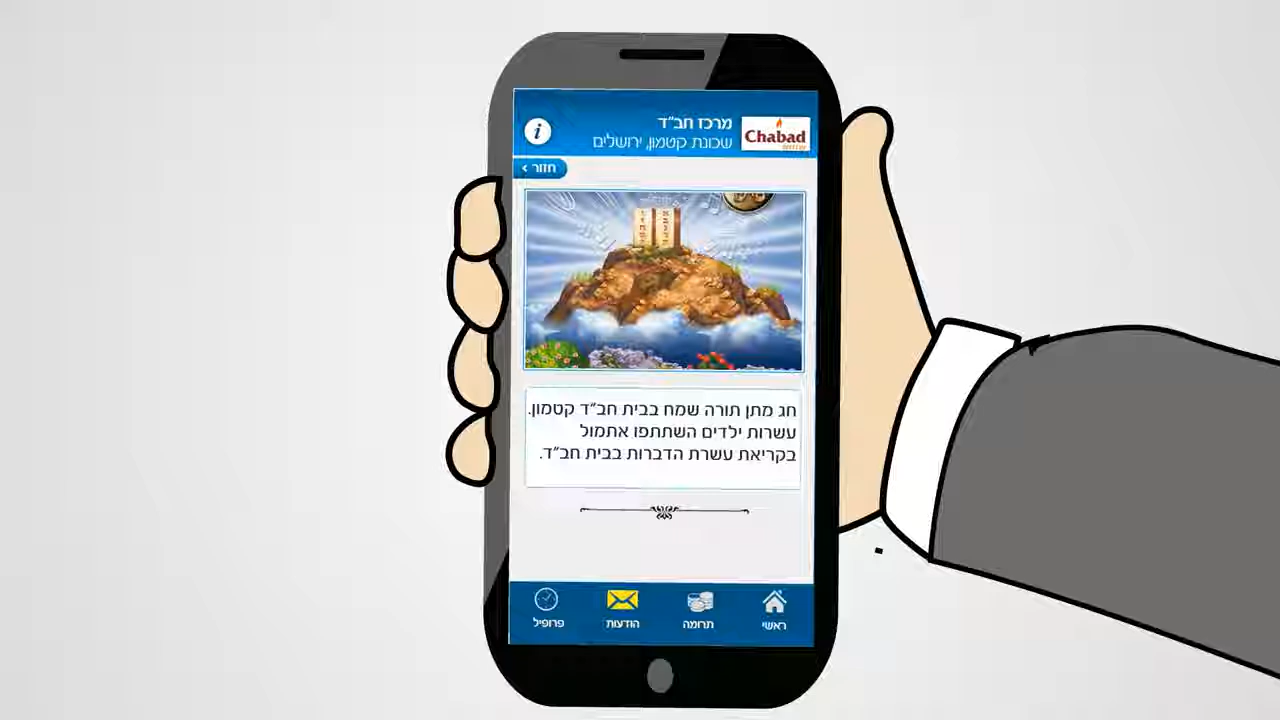 מרכז חב"ד
שכונת קטמון, ירושלים
Chabad
חזור >
חג מתן תורה שמח בבית חב"ד קטמון.
עשרות ילדים השתתפו אתמול
בקריאת עשרת הדברות בבית חב"ד.
ראשי
תרומה
הודעות
פרופיל